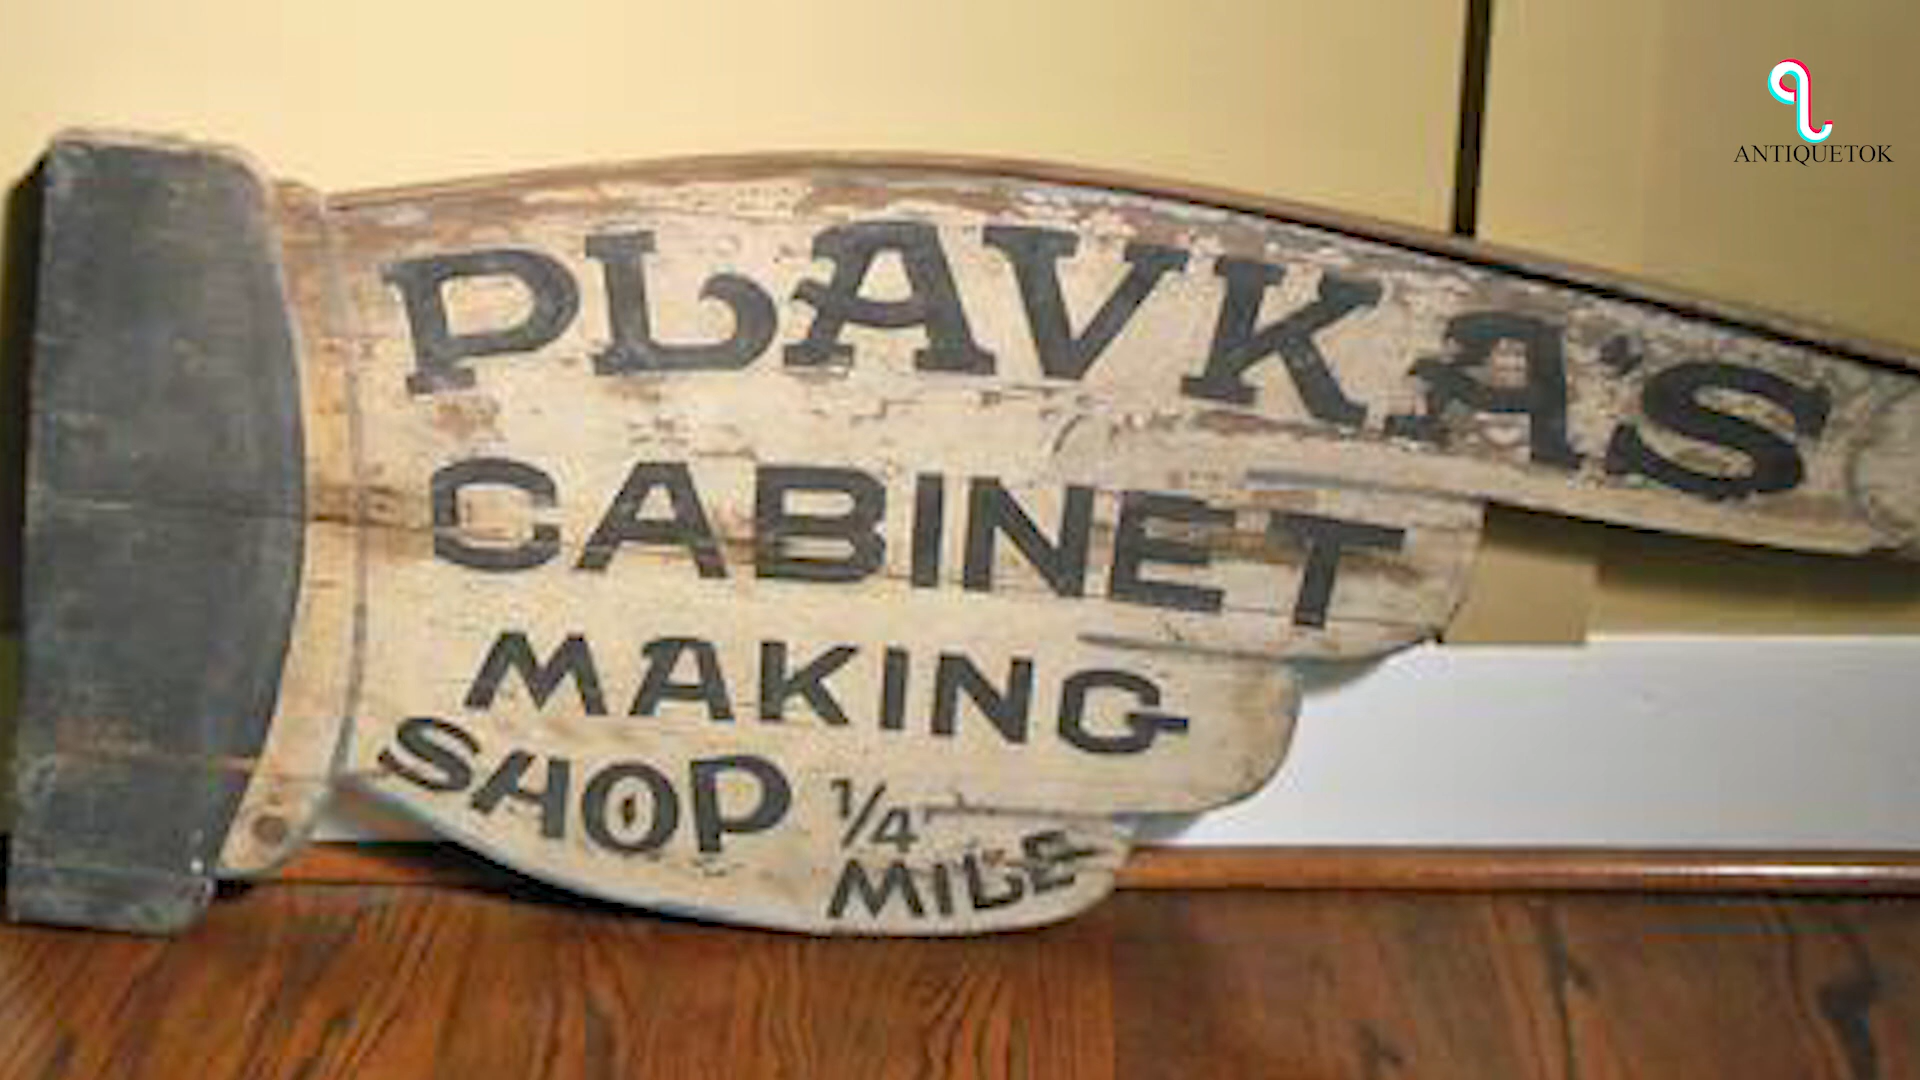 ANTIQUETOK
PLAVKA'S
CABINET
MAKING
SHOP 1/4
MILE